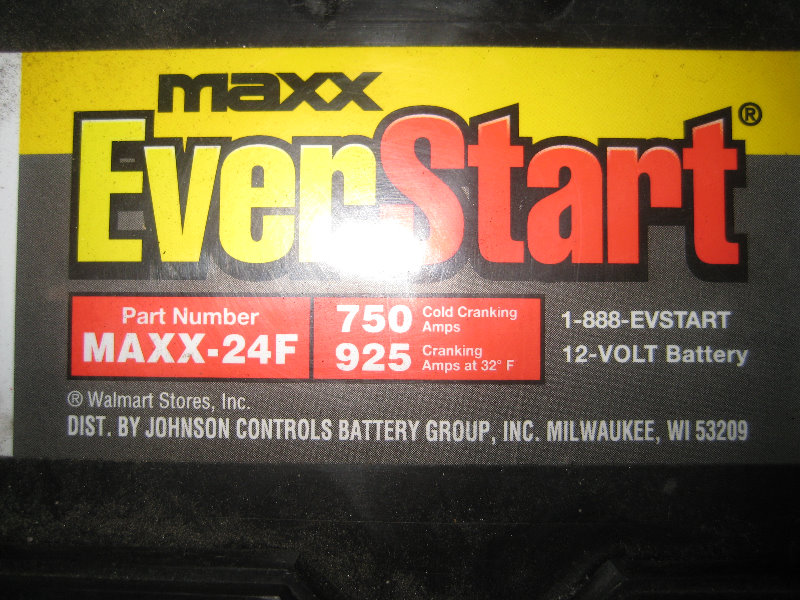 maxx
EverStart®
Part Number
MAXX-24F
750 Cold Cranking Amps
925 Cranking Amps at 32° F
1-888-EVSTART
12-VOLT Battery
® Walmart Stores, Inc.
DIST. BY JOHNSON CONTROLS BATTERY GROUP, INC. MILWAUKEE, WI 53209